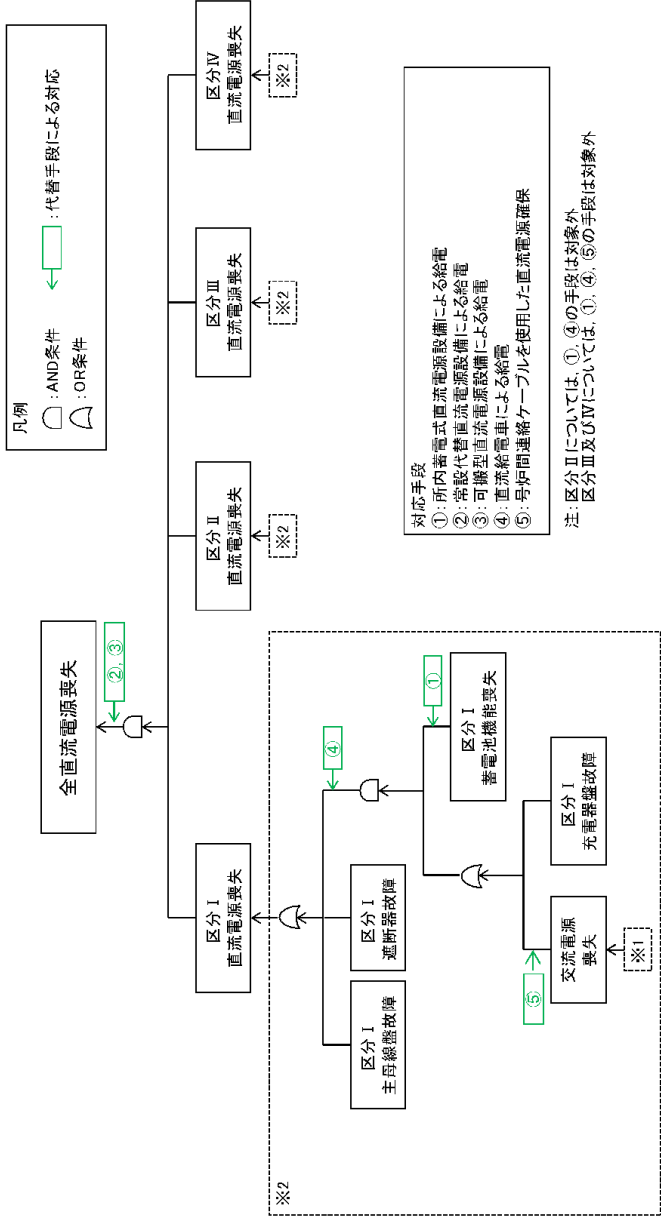 凡例
：AND条件
：OR条件
：代替手段による対応
全直流電源喪失
②, ③
区分Ⅰ
直流電源喪失
区分Ⅱ
直流電源喪失
区分Ⅲ
直流電源喪失
区分Ⅳ
直流電源喪失
※2
※2
※2
※2
区分Ⅰ
主母線盤故障
区分Ⅰ
遮断器故障
④
①
区分Ⅰ
蓄電池機能喪失
⑤
交流電源
喪失
区分Ⅰ
充電器盤故障
※1
対応手段
①：所内蓄電式直流電源設備による給電
②：常設代替直流電源設備による給電
③：可搬型直流電源設備による給電
④：直流給電車による給電
⑤：号炉間連絡ケーブルを使用した直流電源確保
注：区分Ⅱについては、①, ④の手段は対象外
区分Ⅲ及びⅣについては、①, ④, ⑤の手段は対象外